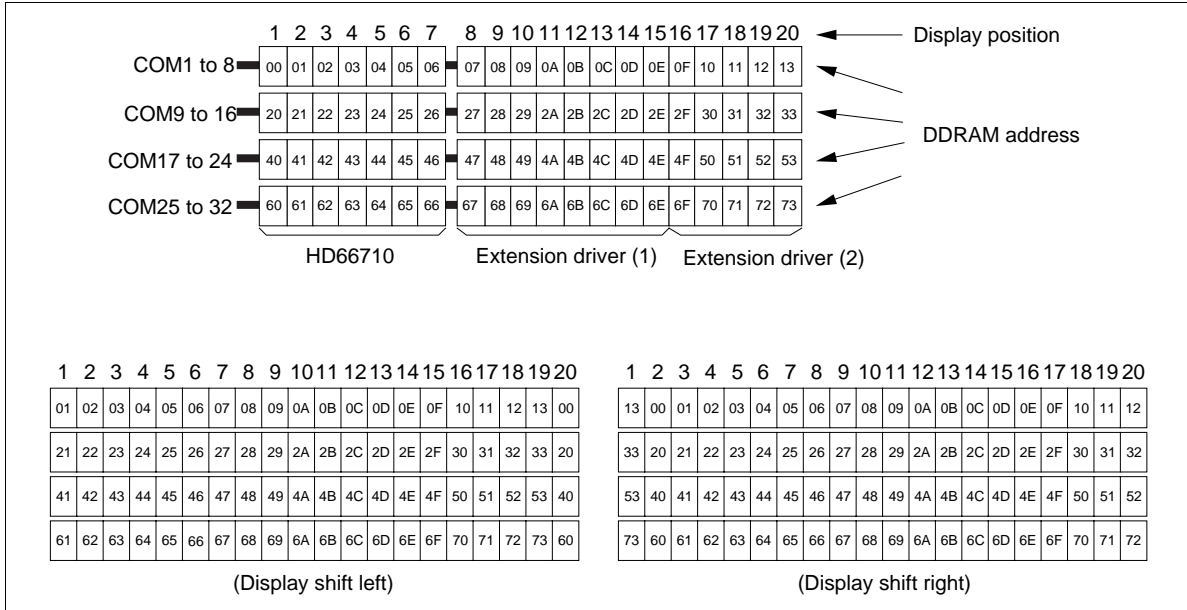 1 2 3 4 5 6 7 8 9 10 11 12 13 14 15 16 17 18 19 20 Display position
COM1 to 8 00 01 02 03 04 05 06 07 08 09 0A 0B 0C 0D 0E 0F 10 11 12 13
COM9 to 16 20 21 22 23 24 25 26 27 28 29 2A 2B 2C 2D 2E 2F 30 31 32 33
DDRAM address
COM17 to 24 40 41 42 43 44 45 46 47 48 49 4A 4B 4C 4D 4E 4F 50 51 52 53
COM25 to 32 60 61 62 63 64 65 66 67 68 69 6A 6B 6C 6D 6E 6F 70 71 72 73
HD66710 Extension driver (1) Extension driver (2)
1 2 3 4 5 6 7 8 9 10 11 12 13 14 15 16 17 18 19 20
01 02 03 04 05 06 07 08 09 0A 0B 0C 0D 0E 0F 10 11 12 13 00
21 22 23 24 25 26 27 28 29 2A 2B 2C 2D 2E 2F 30 31 32 33 20
41 42 43 44 45 46 47 48 49 4A 4B 4C 4D 4E 4F 50 51 52 53 40
61 62 63 64 65 66 67 68 69 6A 6B 6C 6D 6E 6F 70 71 72 73 60
(Display shift left)
1 2 3 4 5 6 7 8 9 10 11 12 13 14 15 16 17 18 19 20
13 00 01 02 03 04 05 06 07 08 09 0A 0B 0C 0D 0E 0F 10 11 12
33 20 21 22 23 24 25 26 27 28 29 2A 2B 2C 2D 2E 2F 30 31 32
53 40 41 42 43 44 45 46 47 48 49 4A 4B 4C 4D 4E 4F 50 51 52
73 60 61 62 63 64 65 66 67 68 69 6A 6B 6C 6D 6E 6F 70 71 72
(Display shift right)